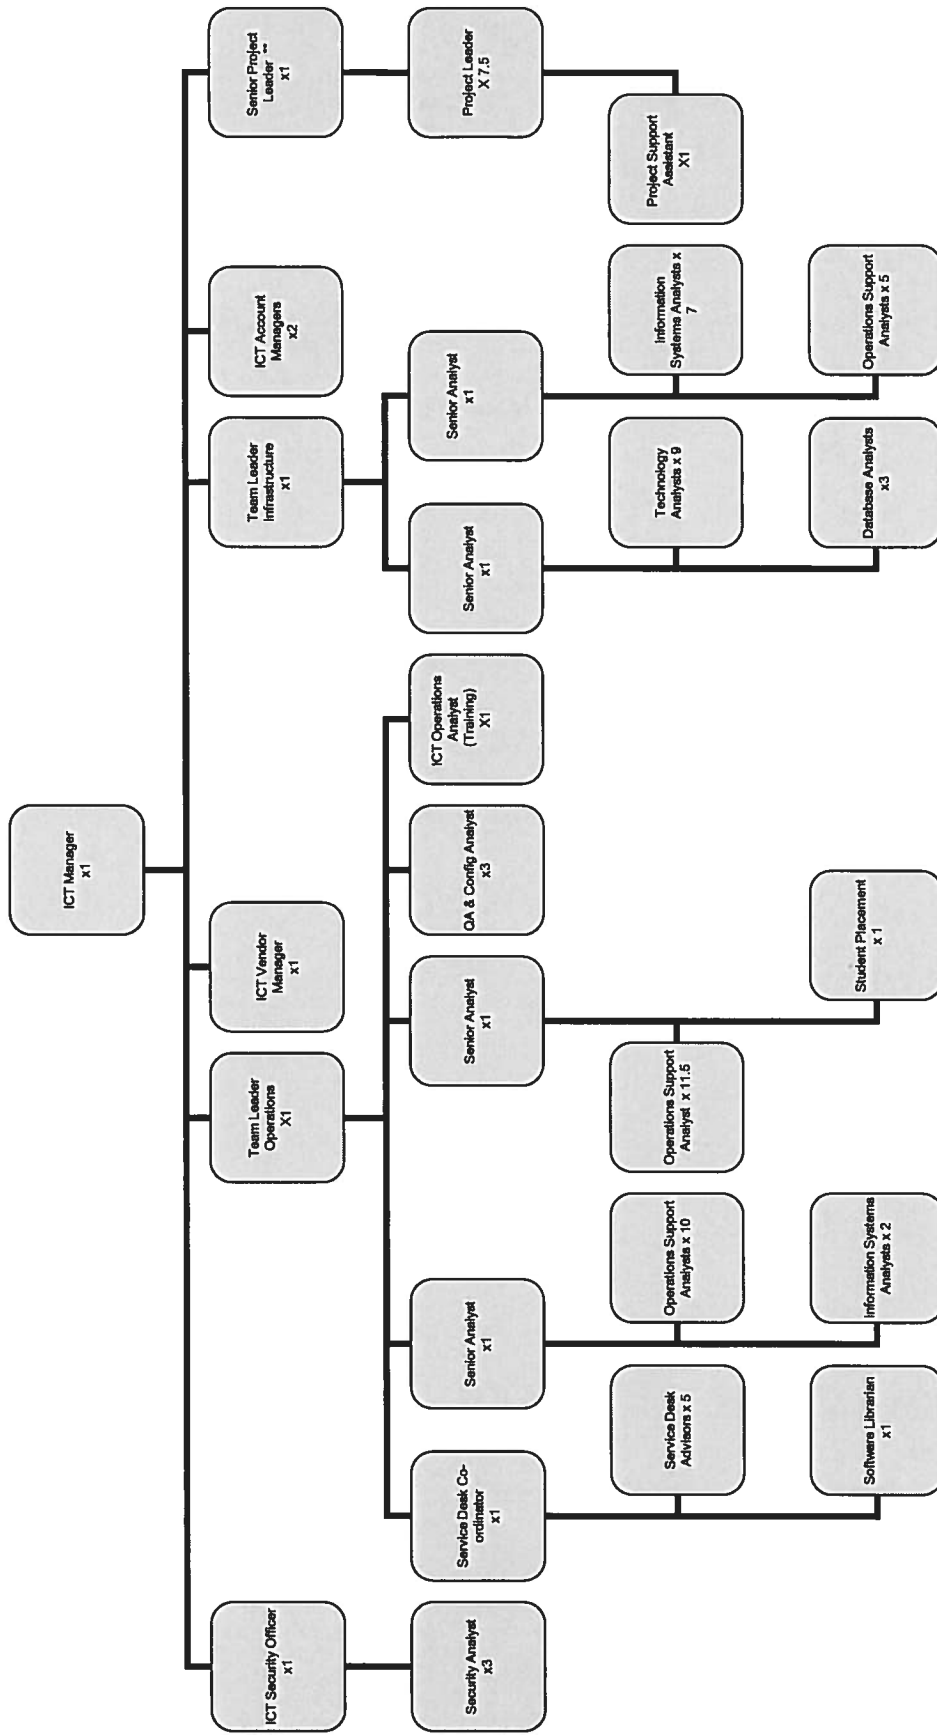 ICT Manager
x1
ICT Security Officer
x1
Team Leader
Operations
X1
ICT Vendor
Manager
x1
Team Leader
Infrastructure
x1
ICT Account
Managers
x2
Senior Project
Leader **
x1
Security Analyst
x3
Service Desk Co-
ordinator
x1
Senior Analyst
x1
Senior Analyst
x1
QA & Config Analyst
x3
ICT Operations
Analyst
(Training)
X1
Senior Analyst
x1
Senior Analyst
x1
Project Leader
X 7.5
Service Desk
Advisors x 5
Operations Support
Analysts x 10
Operations Support
Analyst x 11.5
Technology
Analysts x 9
Information
Systems Analysts x
7
Project Support
Assistant
X1
Software Librarian
x1
Information Systems
Analysts x 2
Student Placement
x 1
Database Analysts
x3
Operations Support
Analysts x 5